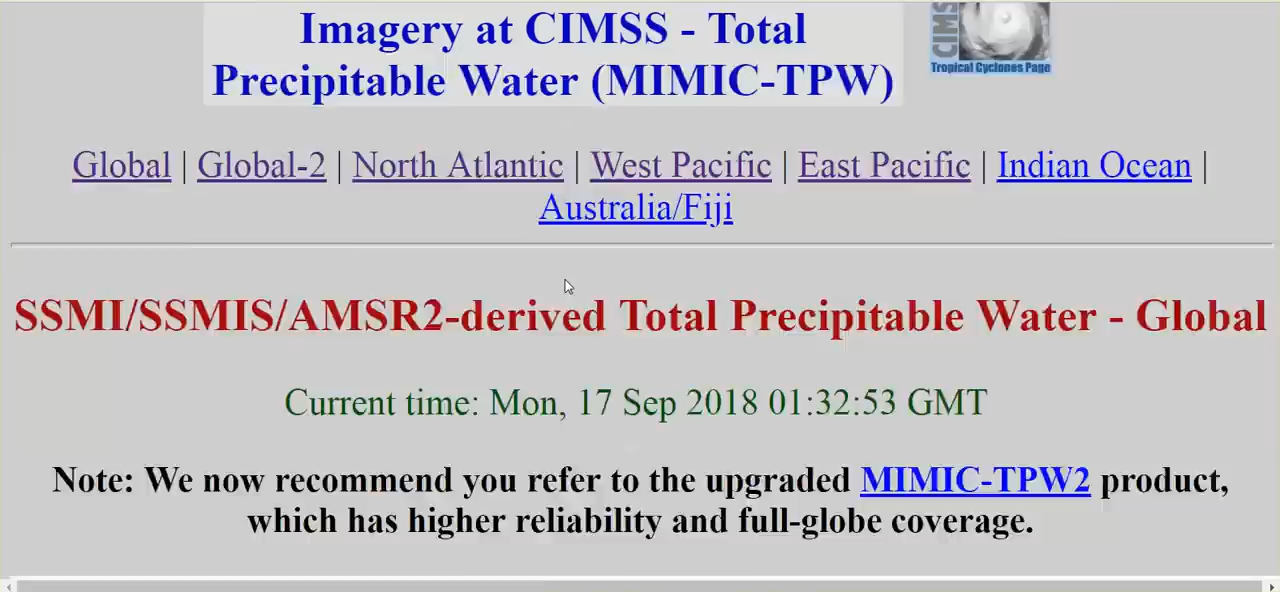 Imagery at CIMSS - Total
Precipitable Water (MIMIC-TPW)
CIMS
Tropical Cyclones Page
Global | Global-2 | North Atlantic | West Pacific | East Pacific | Indian Ocean |
Australia/Fiji
SSMI/SSMIS/AMSR2-derived Total Precipitable Water - Global
Current time: Mon, 17 Sep 2018 01:32:53 GMT
Note: We now recommend you refer to the upgraded MIMIC-TPW2 product,
which has higher reliability and full-globe coverage.